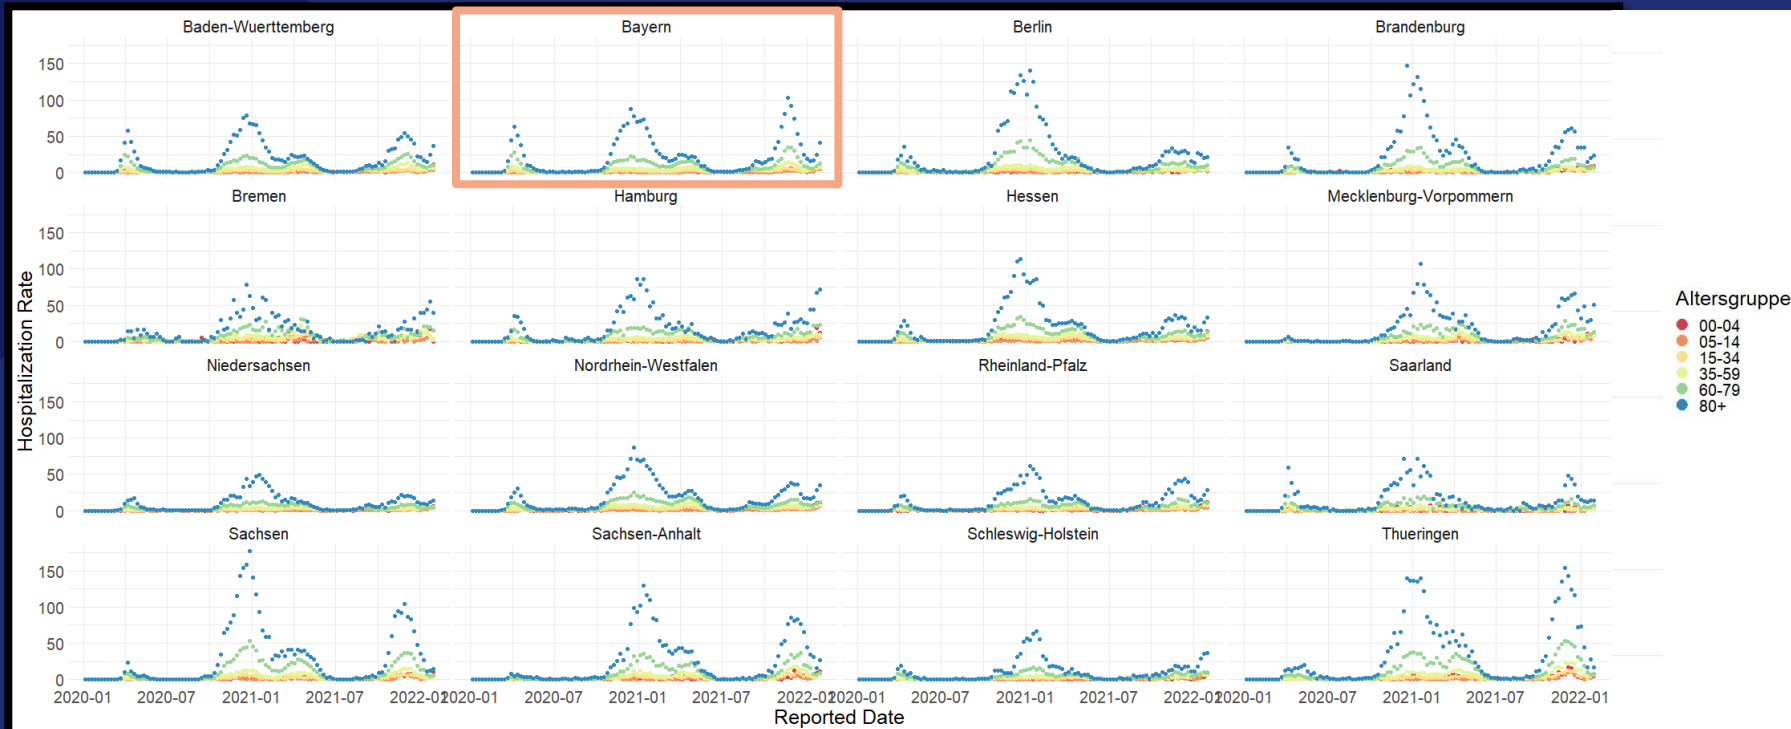 Baden-Wuerttemberg Bayern Berlin Brandenburg
150
100
50
0
Bremen Hamburg Hessen Mecklenburg-Vorpommern
150
100
50
0
Niedersachsen Nordrhein-Westfalen Rheinland-Pfalz Saarland
150
100
50
0
Sachsen Sachsen-Anhalt Schleswig-Holstein Thueringen
150
100
50
0
2020-01 2020-07 2021-01 2021-07 2022-01 2020-01 2020-07 2021-01 2021-07 2022-01 2020-01 2020-07 2021-01 2021-07 2022-01 2020-01 2020-07 2021-01 2021-07 2022-01
Reported Date
Hospitalization Rate
Altersgruppe
00-04
05-14
15-34
35-59
60-79
80+